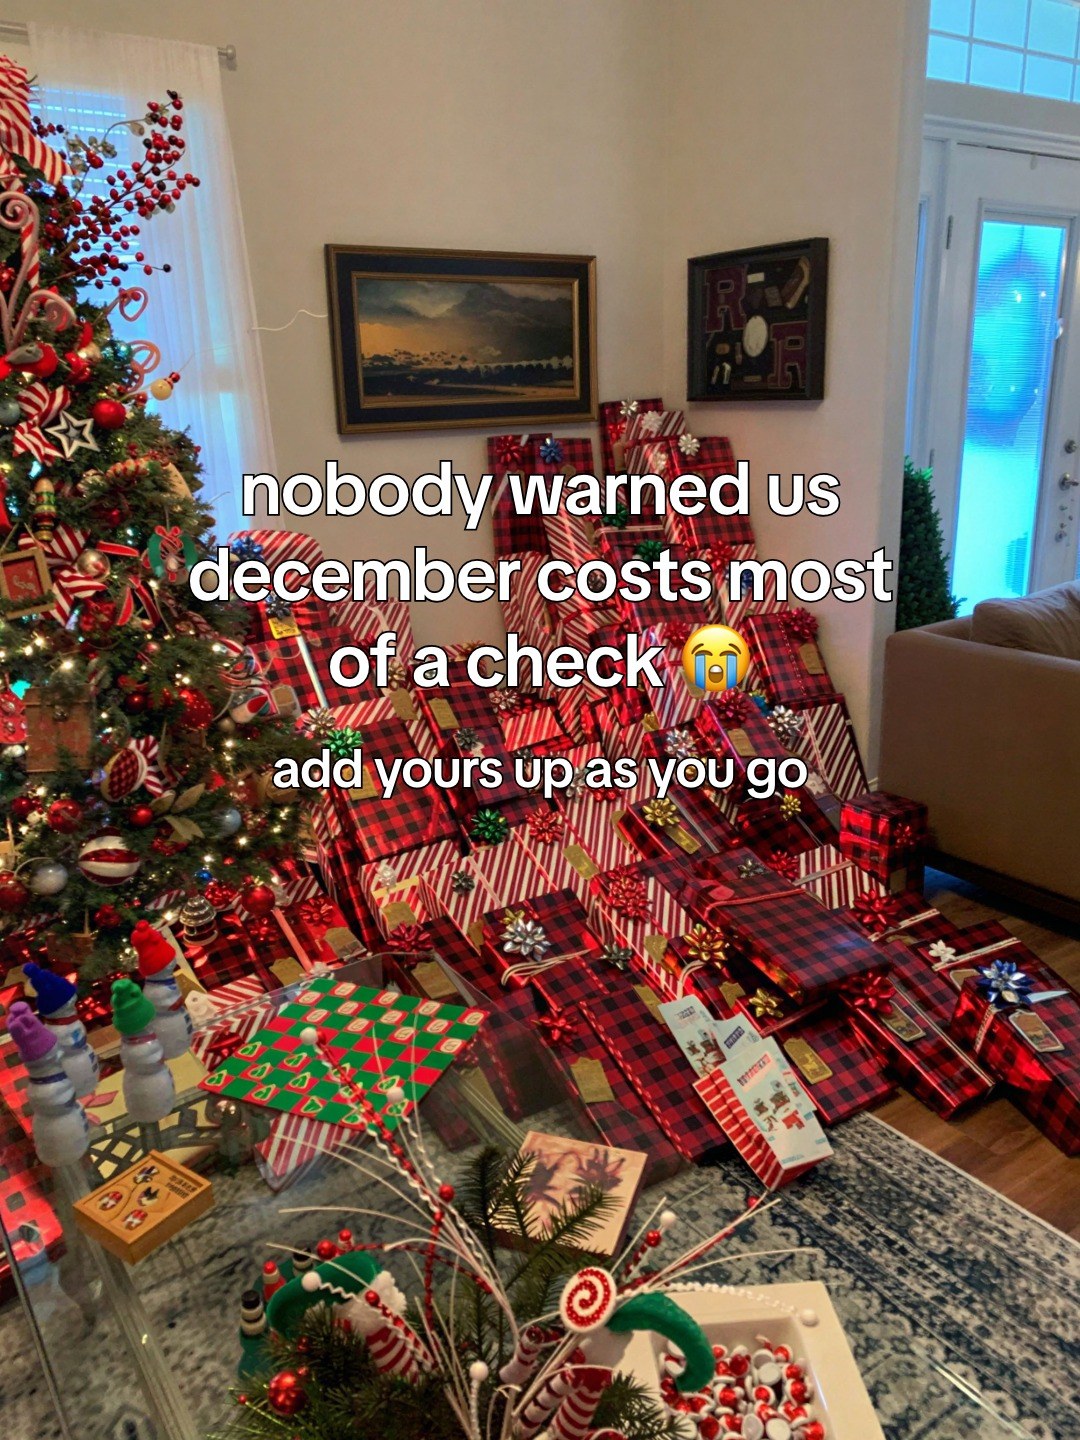 R
R
nobody warned us
december costs most
of a check 😭
add yours up as you go